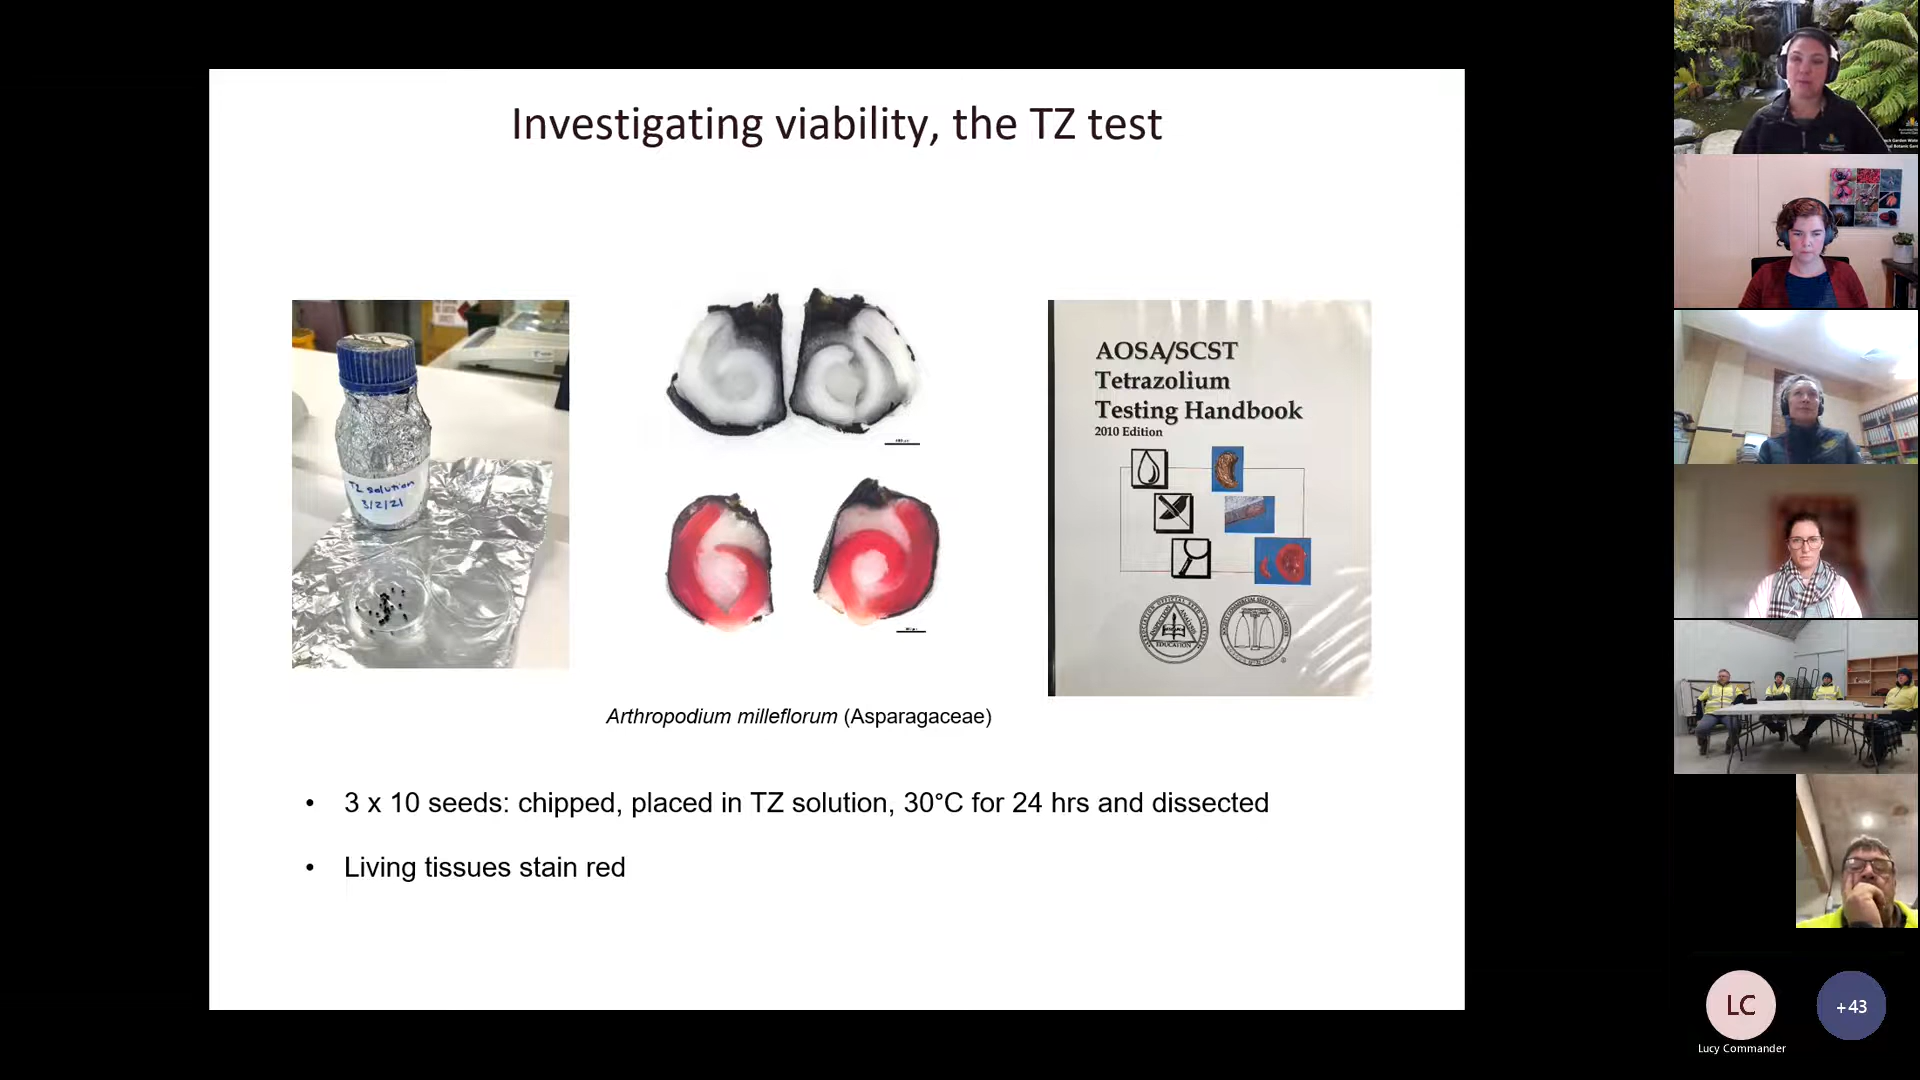 Investigating viability, the TZ test
TZ solution
3/2/21
AOSA/SCST
Tetrazolium
Testing Handbook
2010 Edition
EDUCATION
Arthropodium milleflorum (Asparagaceae)
• 3 x 10 seeds: chipped, placed in TZ solution, 30°C for 24 hrs and dissected
• Living tissues stain red
LC
+43
Lucy Commander